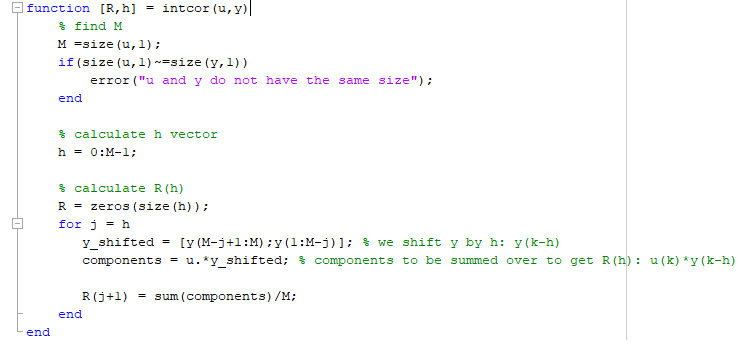 function [R,h] = intcor(u,y)
% find M
M =size(u,1);
if(size(u,1)~=size(y,1))
error("u and y do not have the same size");
end
% calculate h vector
h = 0:M-1;
% calculate R(h)
R = zeros(size(h));
for j = h
y_shifted = [y(M-j+1:M);y(1:M-j)]; % we shift y by h: y(k-h)
components = u.*y_shifted; % components to be summed over to get R(h): u(k)*y(k-h)
R(j+1) = sum(components)/M;
end
end